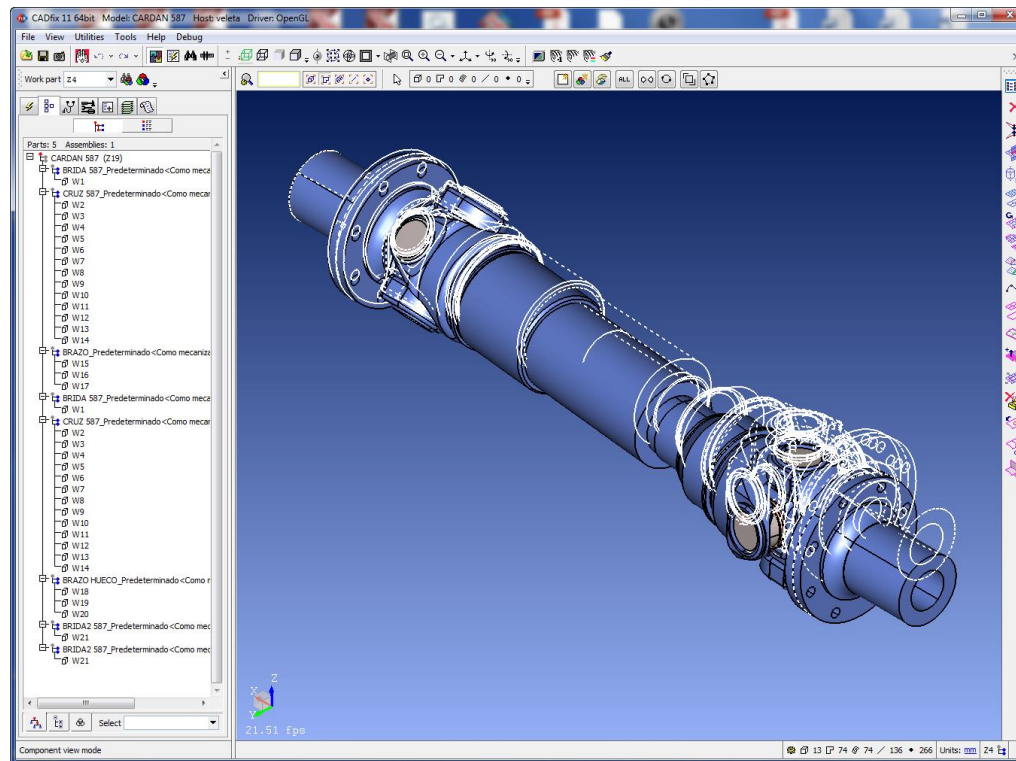 CADfix 11 64bit Model: CARDAN 587 Host: veleta Driver: OpenGL
File View Utilities Tools Help Debug
Work part Z4
ALL
Parts: 5 Assemblies: 1
CARDAN 587 (Z19)
BRIDA 587_Predeterminado<Como meca
W1
CRUZ 587_Predeterminado<Como mecar
W2
W3
W4
W5
W6
W7
W8
W9
W10
W11
W12
W13
W14
BRAZO_Predeterminado<Como mecaniza
W15
W16
W17
BRIDA 587_Predeterminado<Como meca
W1
CRUZ 587_Predeterminado<Como mecar
W2
W3
W4
W5
W6
W7
W8
W9
W10
W11
W12
W13
W14
BRAZO HUECO_Predeterminado<Como r
W18
W19
W20
BRIDA2 587_Predeterminado<Como mec
W21
BRIDA2 587_Predeterminado<Como mec
W21
Z
X
Y
21.51 fps
Select
Component view mode
13 74 74 136 266 Units: mm Z4